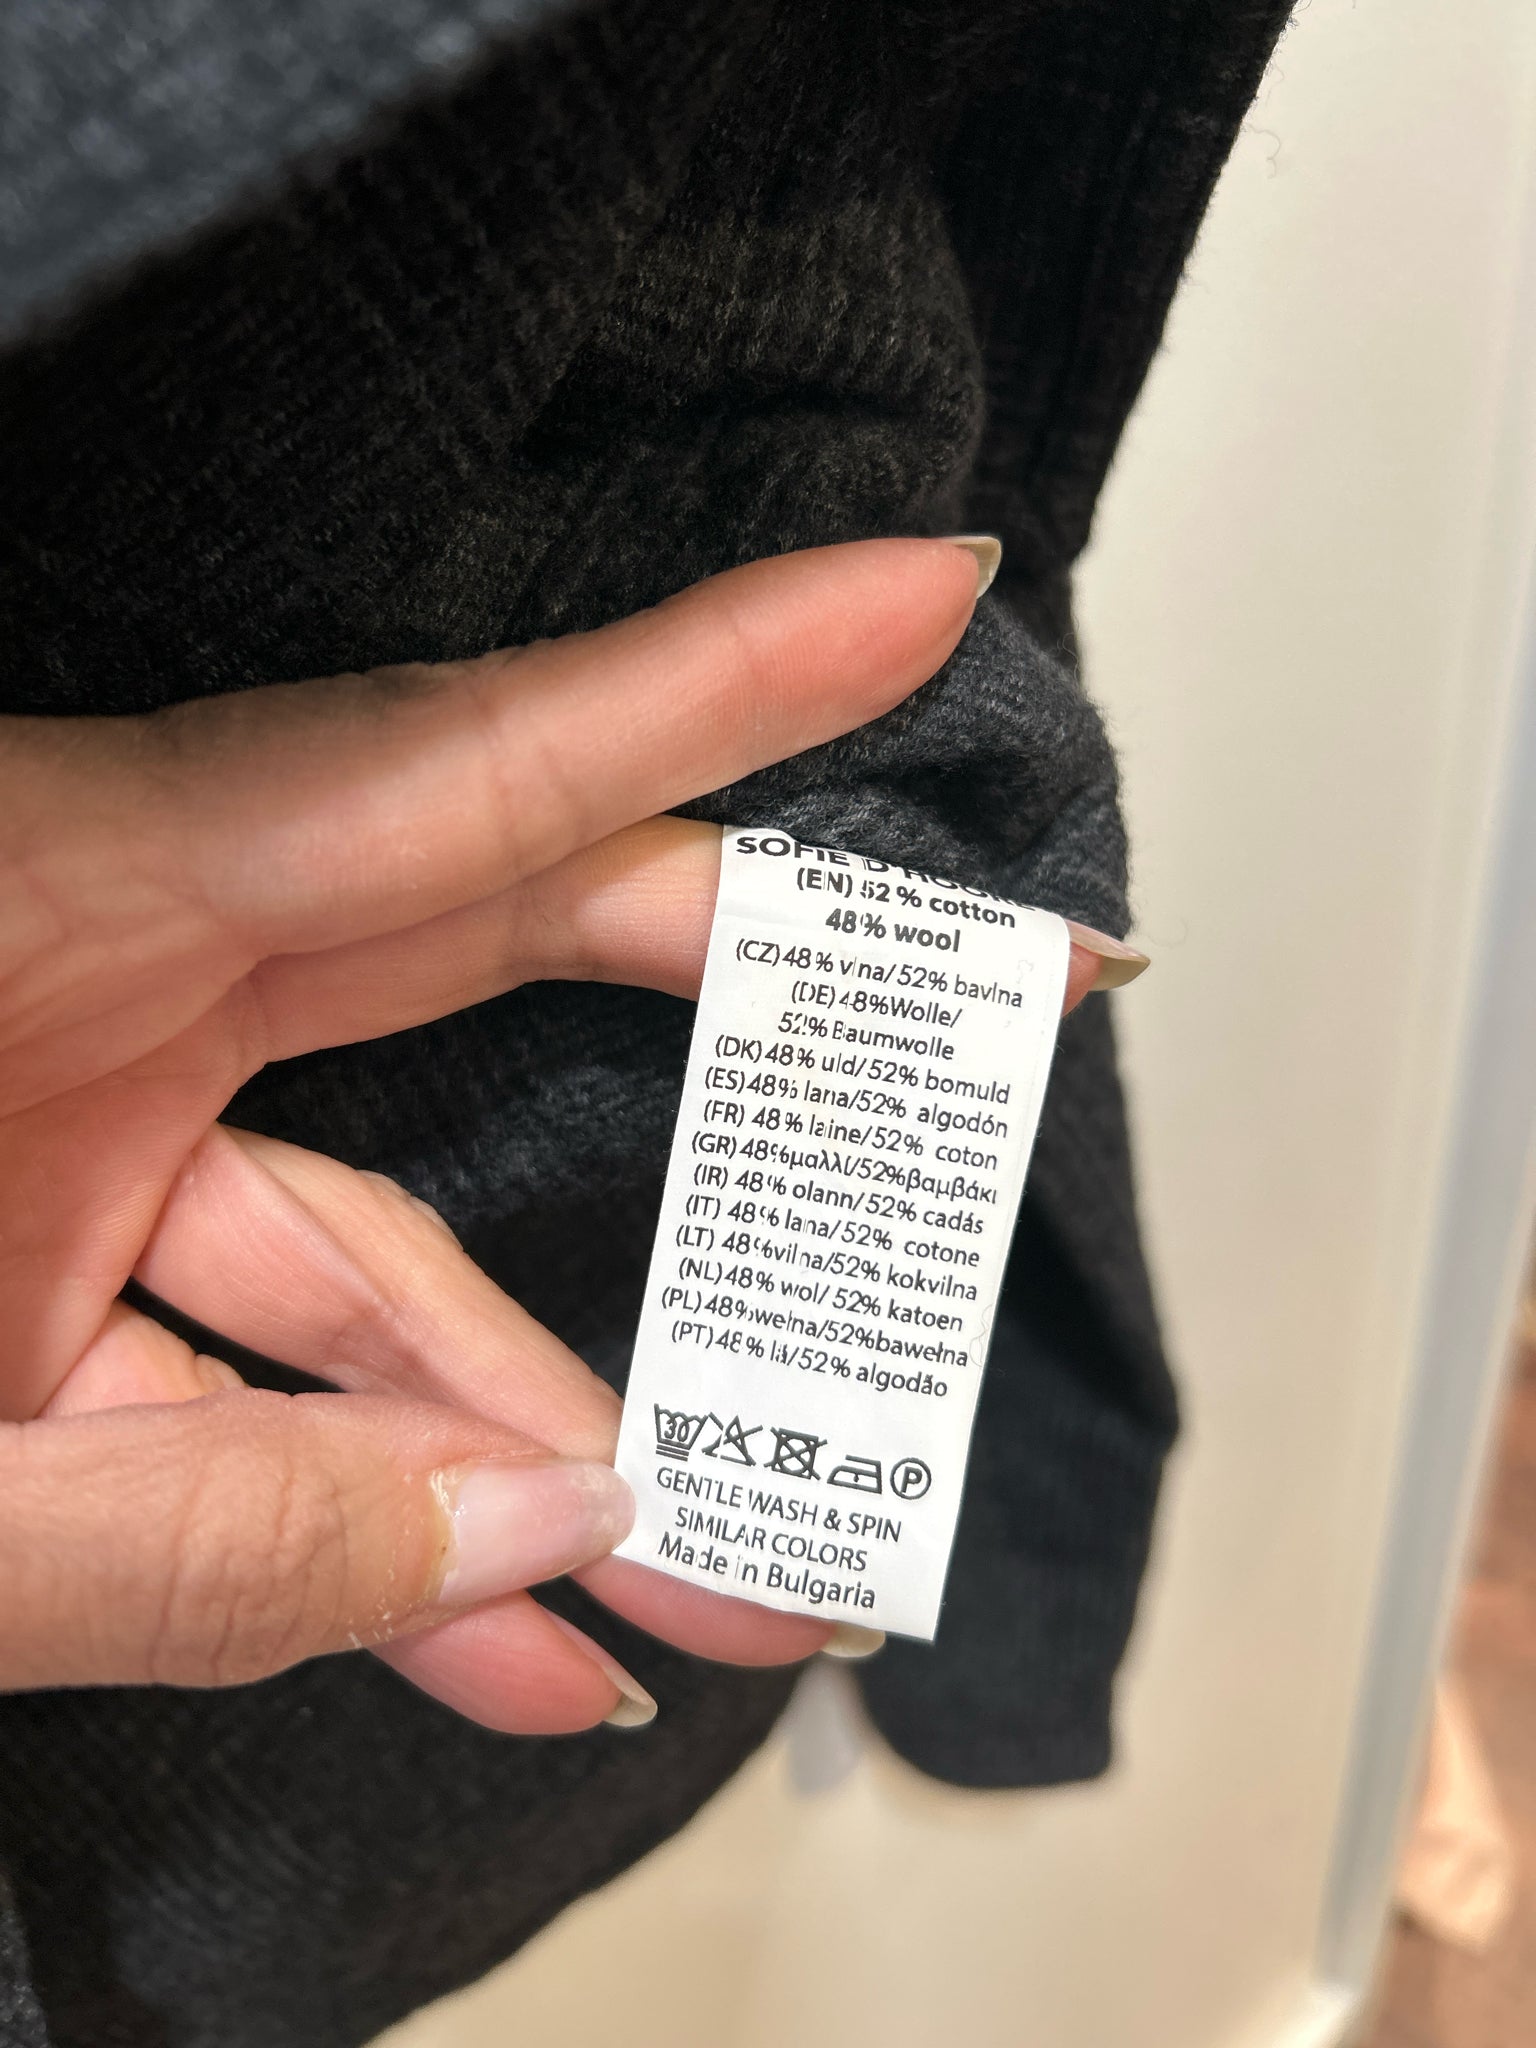 SOFIE D'HOORE
(EN) 52% cotton
48% wool
(CZ)48% vlna/52% bavlna
(DE)48%Wolle/
52% Baumwolle
(DK)48% uld/52% bomuld
(ES)48% lana/52% algodón
(FR) 48% laine/52% coton
(GR)48%μαλλί/52%βαμβάκι
(IR) 48% olann/52% cadás
(IT) 48% lana/52% cotone
(LT) 48%vilna/52% kokvilna
(NL)48% wol/ 52% katoen
(PL)48%wełna/52%bawełna
(PT)48% lã/52% algodão
30 P
GENTLE WASH & SPIN
SIMILAR COLORS
Made in Bulgaria